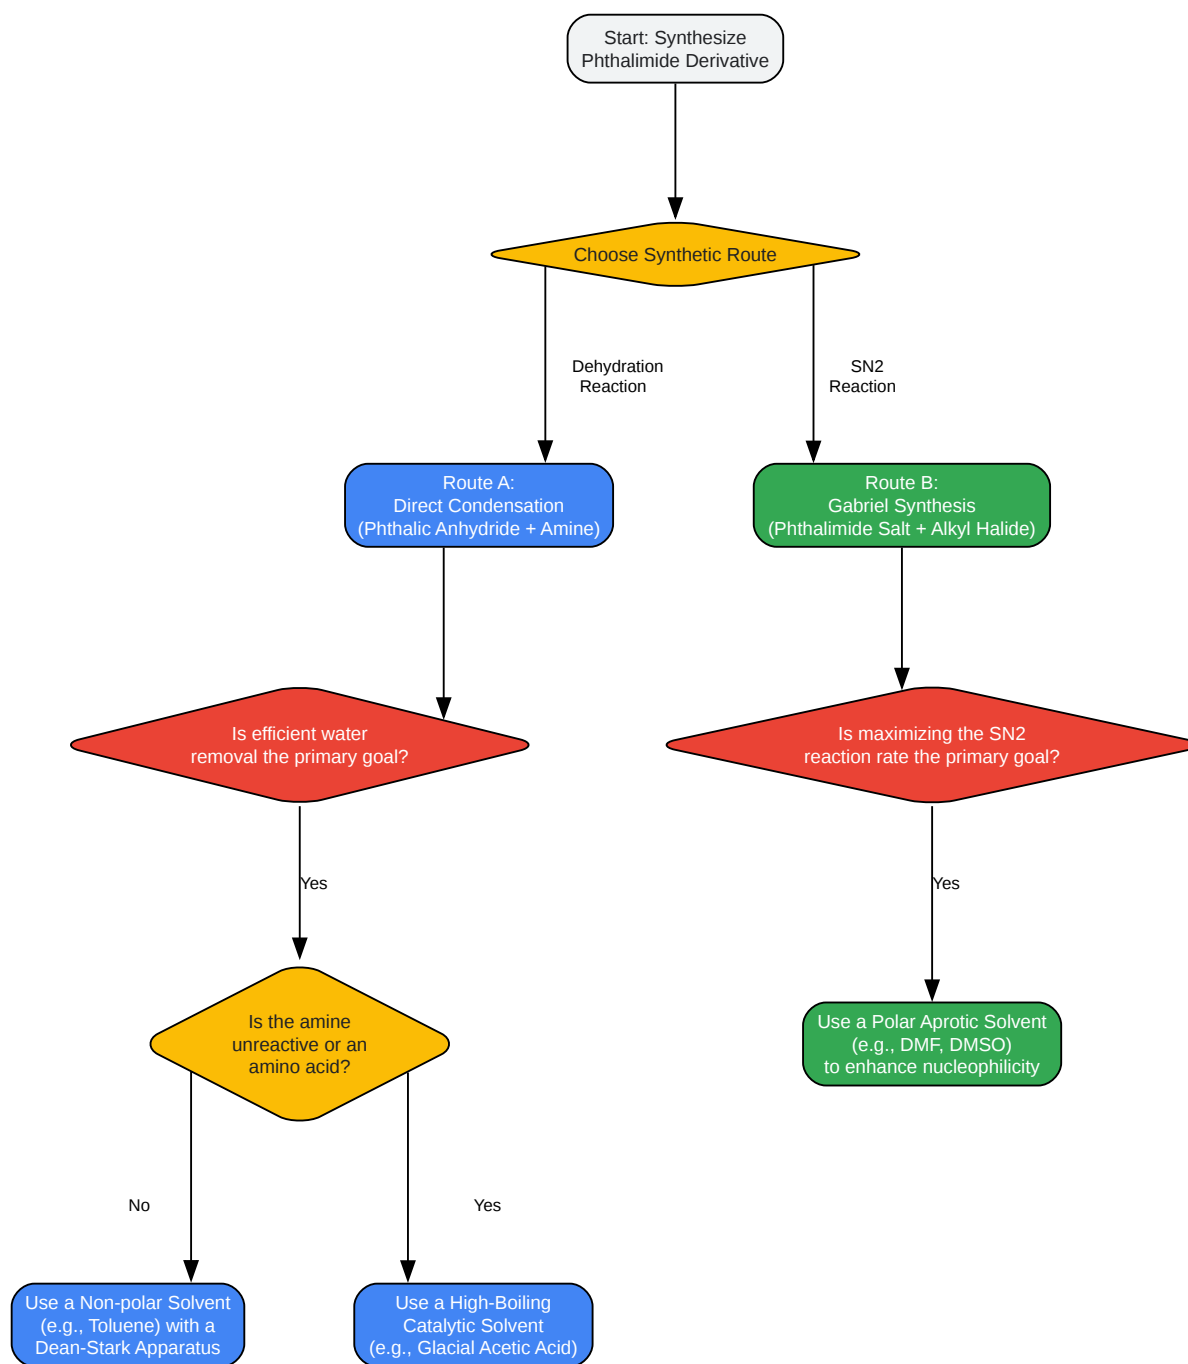 Start: Synthesize
Phthalimide Derivative
Choose Synthetic Route
Dehydration
Reaction
SN2
Reaction
Route A:
Direct Condensation
(Phthalic Anhydride + Amine)
Route B:
Gabriel Synthesis
(Phthalimide Salt + Alkyl Halide)
Is efficient water
removal the primary goal?
Is maximizing the SN2
reaction rate the primary goal?
Yes
Yes
Is the amine
unreactive or an
amino acid?
Use a Polar Aprotic Solvent
(e.g., DMF, DMSO)
to enhance nucleophilicity
No
Yes
Use a Non-polar Solvent
(e.g., Toluene) with a
Dean-Stark Apparatus
Use a High-Boiling
Catalytic Solvent
(e.g., Glacial Acetic Acid)